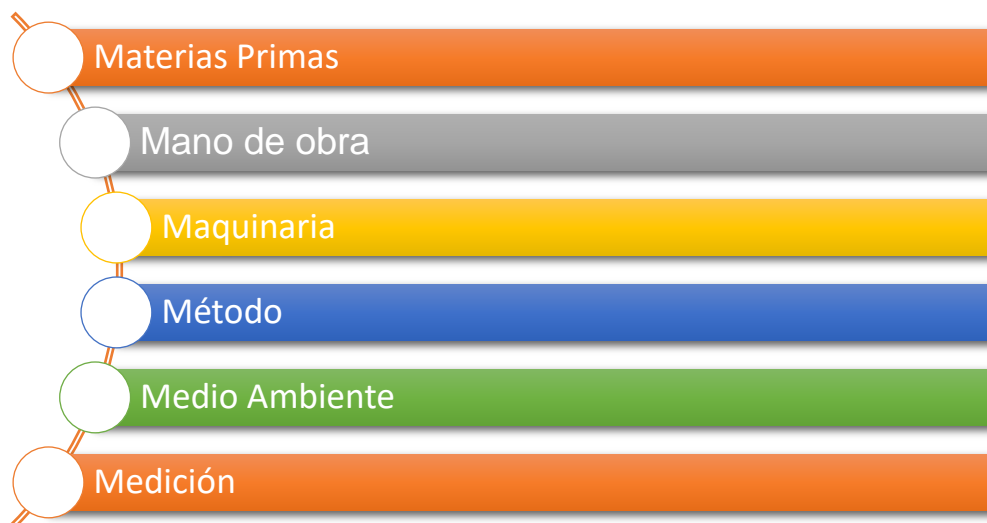 Materias Primas
Mano de obra
Maquinaria
Método
Medio Ambiente
Medición